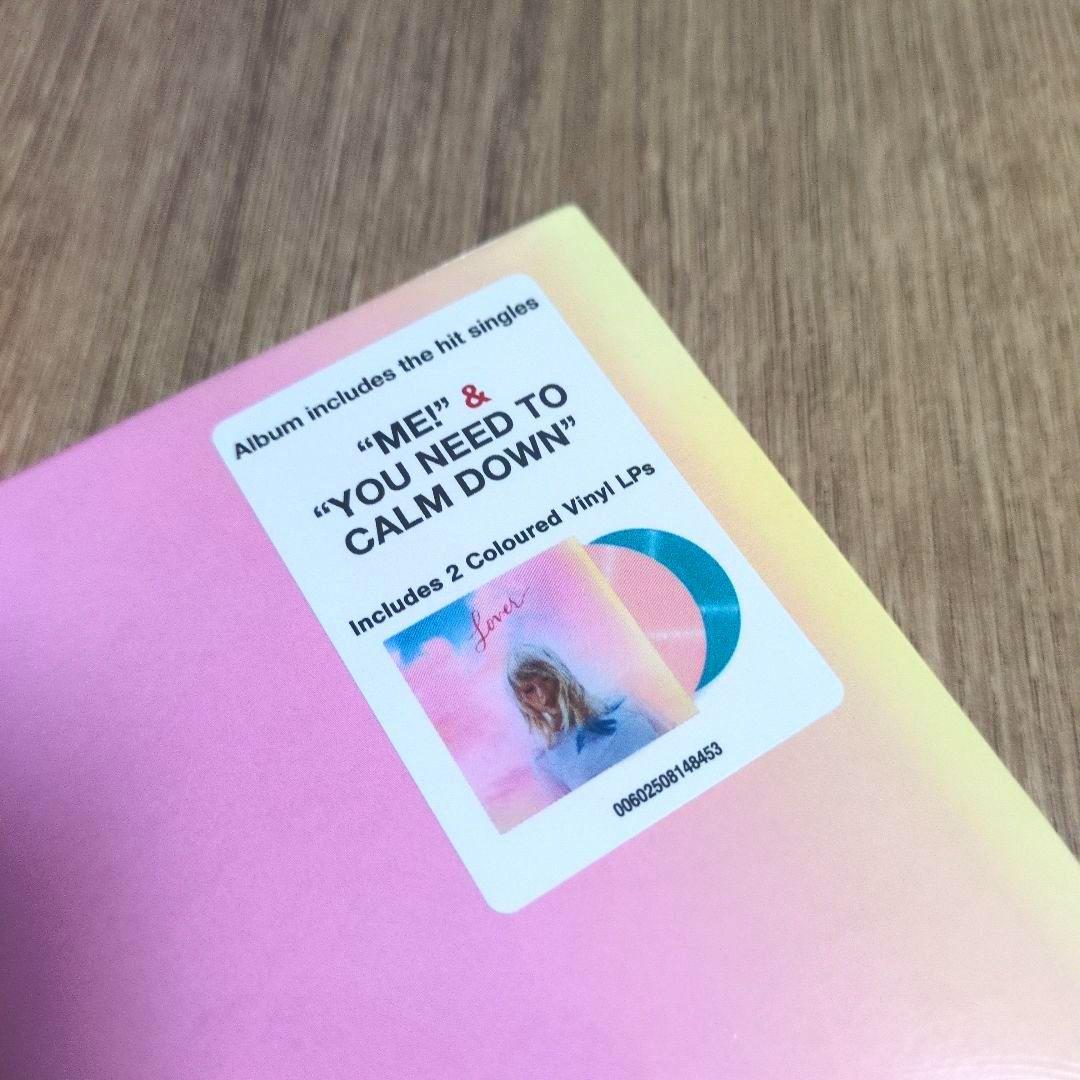 Album includes the hit singles
“ME!” &
“YOU NEED TO
CALM DOWN”
Includes 2 Coloured Vinyl LPs
Lover
00602508148453